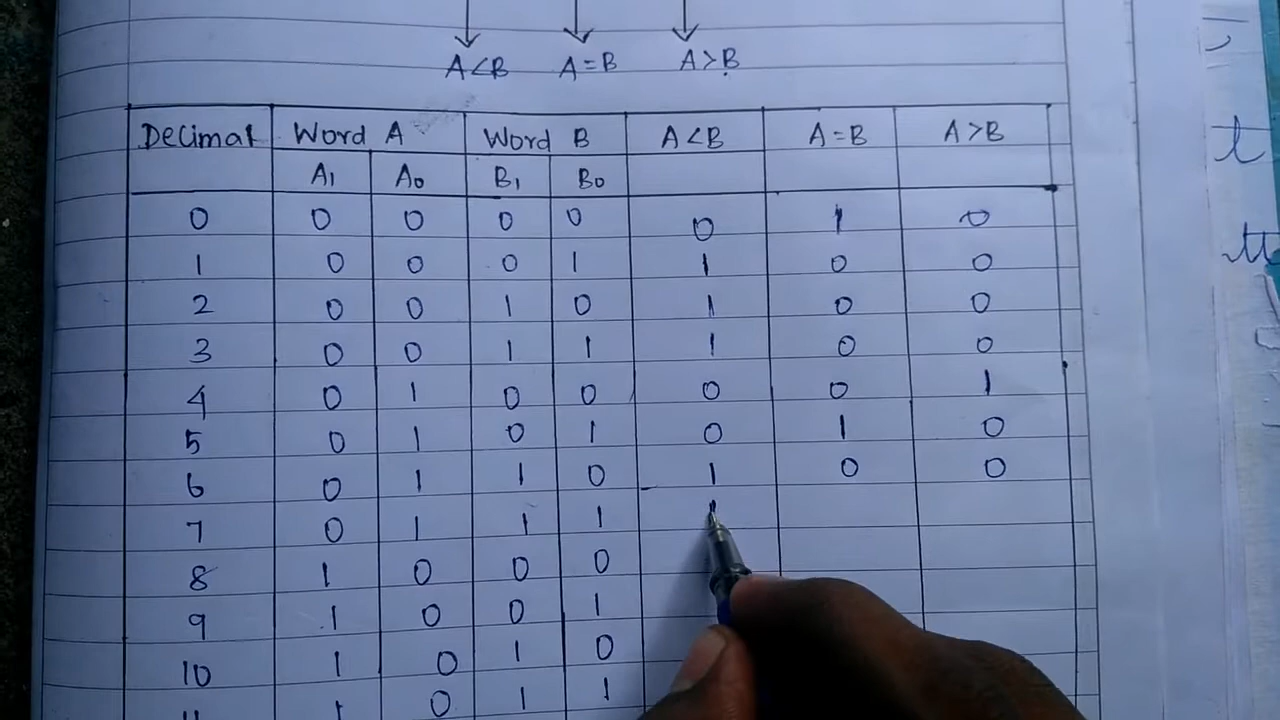 A<B A=B A>B
Decimal Word A Word B A<B A=B A>B
A1 A0 B1 B0
0 0 0 0 0 0 1 0
1 0 0 0 1 1 0 0
2 0 0 1 0 1 0 0
3 0 0 1 1 1 0 0
4 0 1 0 0 0 0 1
5 0 1 0 1 0 1 0
6 0 1 1 0 1 0 0
7 0 1 1 1
8 1 0 0 0
9 1 0 0 1
10 1 0 1 0
11 1 0 1 1